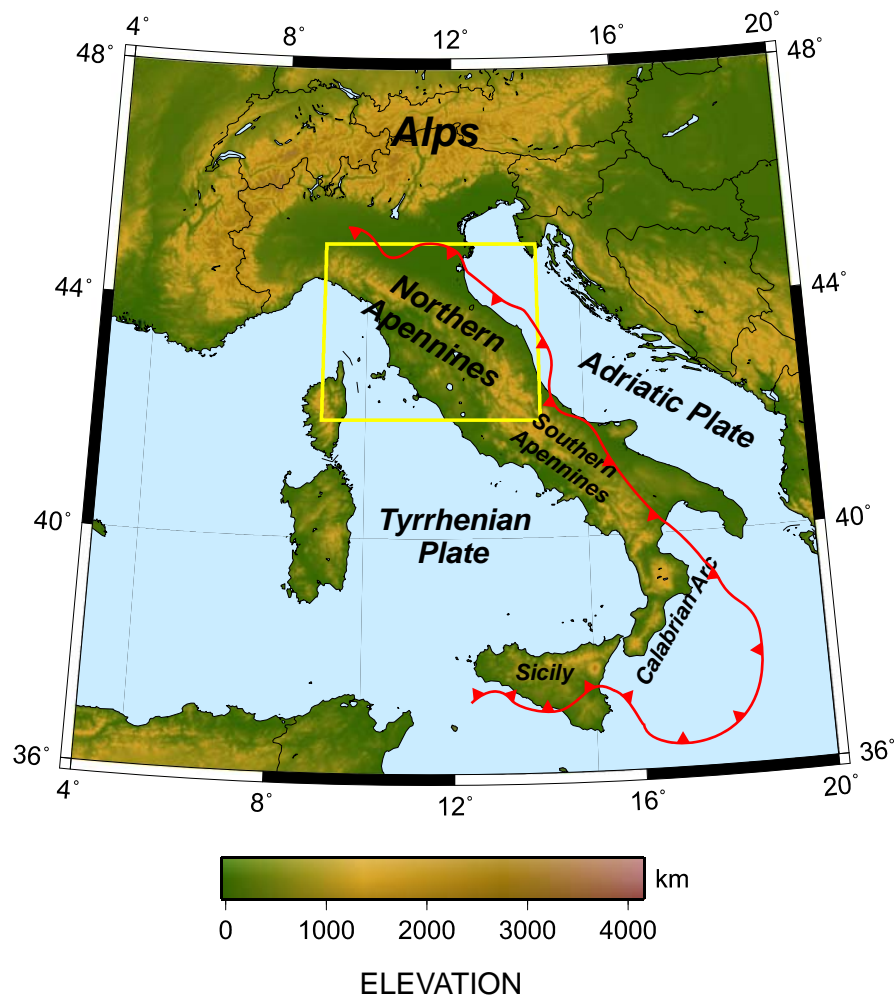 4°
8°
12°
16°
20°
48°
48°
Alps
44°
44°
Northern
Apennines
Adriatic Plate
Southern
Apennines
40°
40°
Tyrrhenian
Plate
Calabrian Arc
Sicily
36°
36°
4°
8°
12°
16°
20°
km
0 1000 2000 3000 4000
ELEVATION